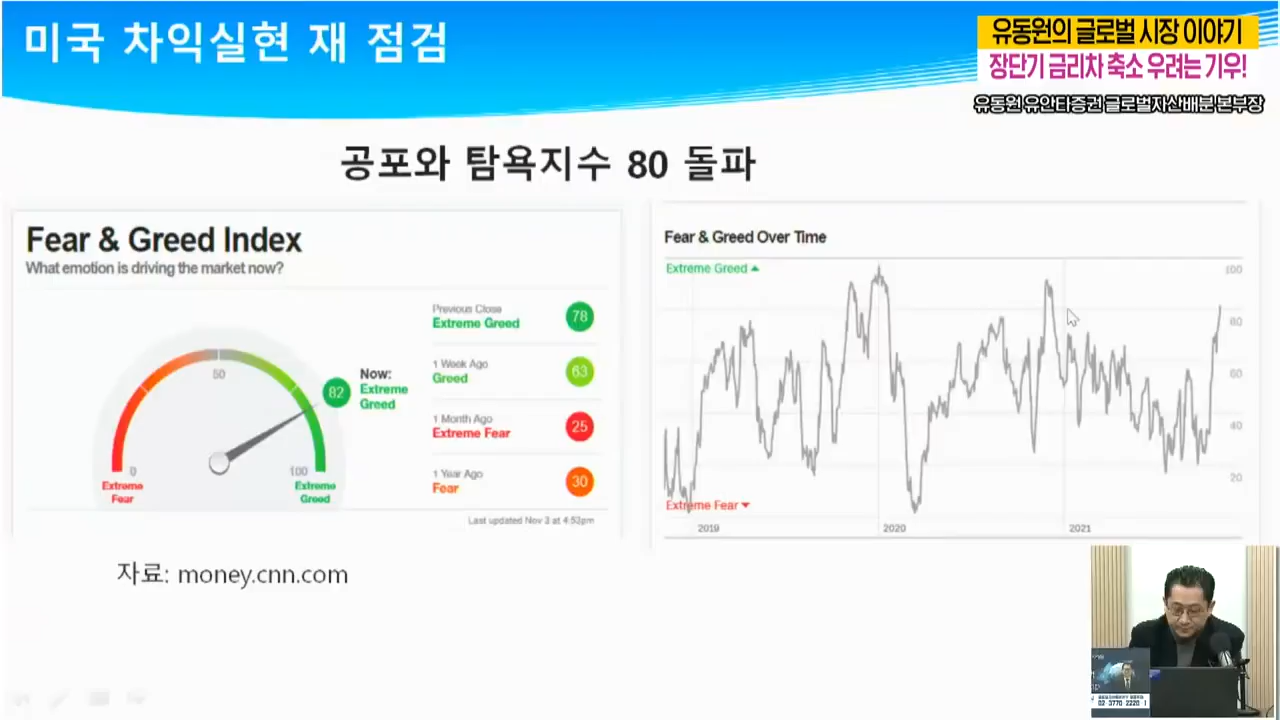 미국 차익실현 재 점검
유동원의 글로벌 시장 이야기
장단기 금리차 축소 우려는 기우!
유동원 유안타증권 글로벌자산배분 본부장
공포와 탐욕지수 80 돌파
Fear & Greed Index
What emotion is driving the market now?
Previous Close
Extreme Greed
78
1 Week Ago
Greed
63
1 Month Ago
Extreme Fear
25
1 Year Ago
Fear
30
50
82
Now:
Extreme
Greed
0
100
Extreme
Fear
Extreme
Greed
Last updated Nov 3 at 4:53pm
Fear & Greed Over Time
Extreme Greed ▲
100
80
60
40
20
Extreme Fear ▼
2019
2020
2021
자료: money.cnn.com
02 3770 2220